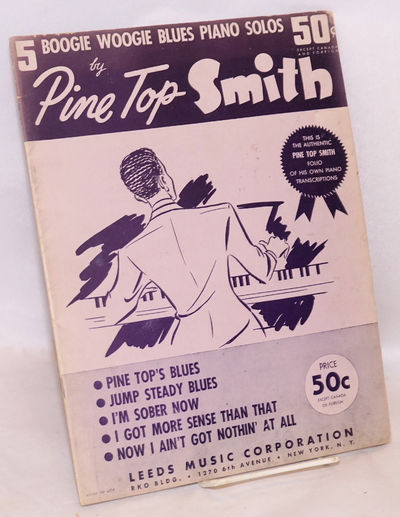 5 BOOGIE WOOGIE BLUES PIANO SOLOS 50¢
EXCEPT CANADA
AND FOREIGN
by
Pine Top Smith
THIS IS
THE AUTHENTIC
PINE TOP SMITH
FOLIO
OF HIS OWN PIANO
TRANSCRIPTIONS
• PINE TOP'S BLUES
• JUMP STEADY BLUES
• I'M SOBER NOW
• I GOT MORE SENSE THAN THAT
• NOW I AIN'T GOT NOTHIN' AT ALL
PRICE
50c
EXCEPT CANADA
OR FOREIGN
LEEDS MUSIC CORPORATION
RKO BLDG. • 1270 6th AVENUE • NEW YORK, N. Y.